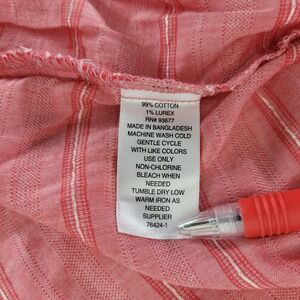 99% COTTON
1% LUREX
RN# 93677
MADE IN BANGLADESH
MACHINE WASH COLD
GENTLE CYCLE
WITH LIKE COLORS
USE ONLY
NON-CHLORINE
BLEACH WHEN
NEEDED
TUMBLE DRY LOW
WARM IRON AS
NEEDED
SUPPLIER
76424-1